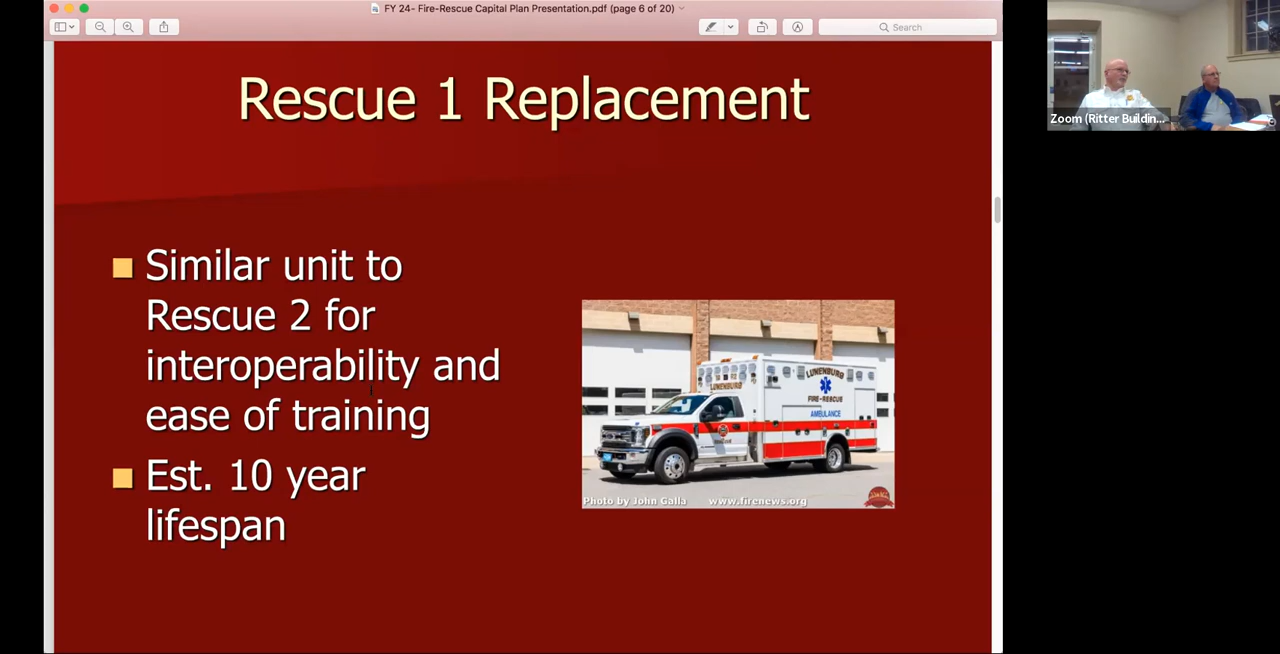 FY 24- Fire-Rescue Capital Plan Presentation.pdf (page 6 of 20)
Search
Rescue 1 Replacement
Similar unit to
Rescue 2 for
interoperability and
ease of training
Est. 10 year
lifespan
LUNENBURG
LUNENBURG
FIRE-RESCUE
AMBULANCE
Photo by John Galla www.firenews.org
Zoom (Ritter Buildin...